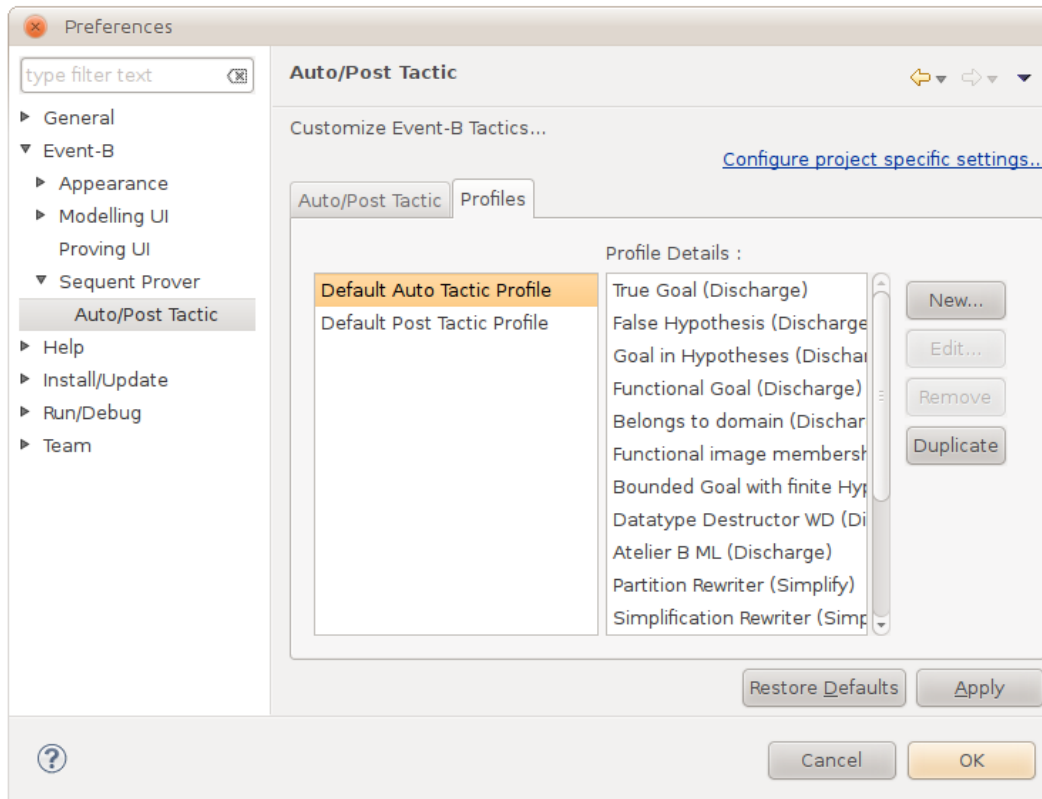 Preferences
type filter text
General
Event-B
Appearance
Modelling UI
Proving UI
Sequent Prover
Auto/Post Tactic
Help
Install/Update
Run/Debug
Team
Auto/Post Tactic
Customize Event-B Tactics...
Configure project specific settings...
Auto/Post Tactic
Profiles
Profile Details :
Default Auto Tactic Profile
Default Post Tactic Profile
True Goal (Discharge)
False Hypothesis (Discharge
Goal in Hypotheses (Dischar
Functional Goal (Discharge)
Belongs to domain (Dischar
Functional image membersh
Bounded Goal with finite Hyp
Datatype Destructor WD (Di
Atelier B ML (Discharge)
Partition Rewriter (Simplify)
Simplification Rewriter (Simp
New...
Edit...
Remove
Duplicate
Restore Defaults
Apply
?
Cancel
OK